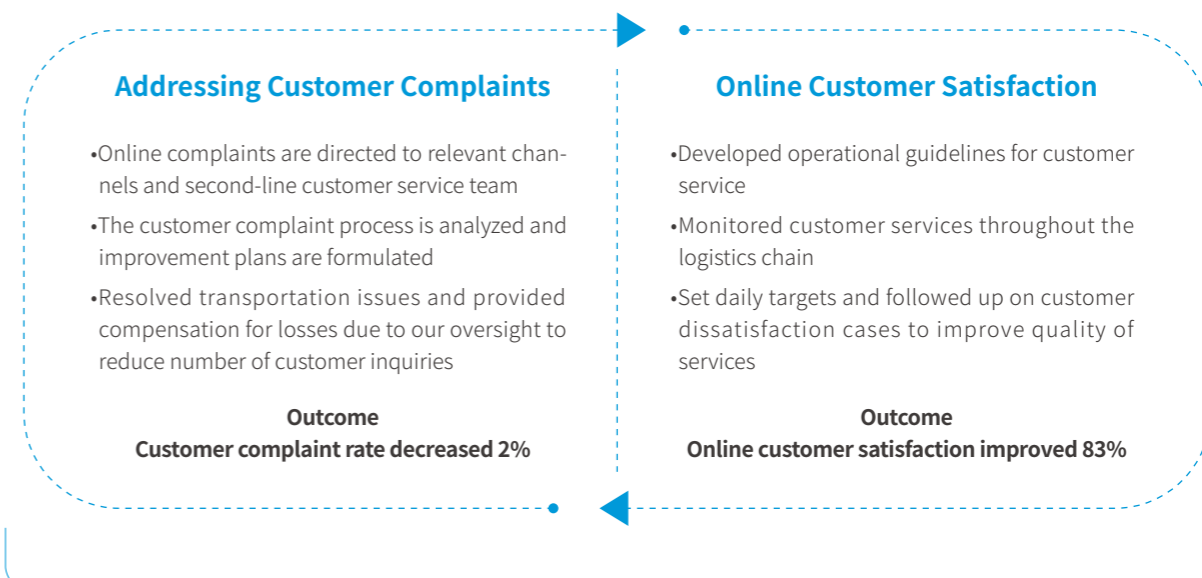 Addressing Customer Complaints
•Online complaints are directed to relevant chan-
nels and second-line customer service team
•The customer complaint process is analyzed and
improvement plans are formulated
•Resolved transportation issues and provided
compensation for losses due to our oversight to
reduce number of customer inquiries
Outcome
Customer complaint rate decreased 2%
Online Customer Satisfaction
•Developed operational guidelines for customer
service
•Monitored customer services throughout the
logistics chain
•Set daily targets and followed up on customer
dissatisfaction cases to improve quality of
services
Outcome
Online customer satisfaction improved 83%